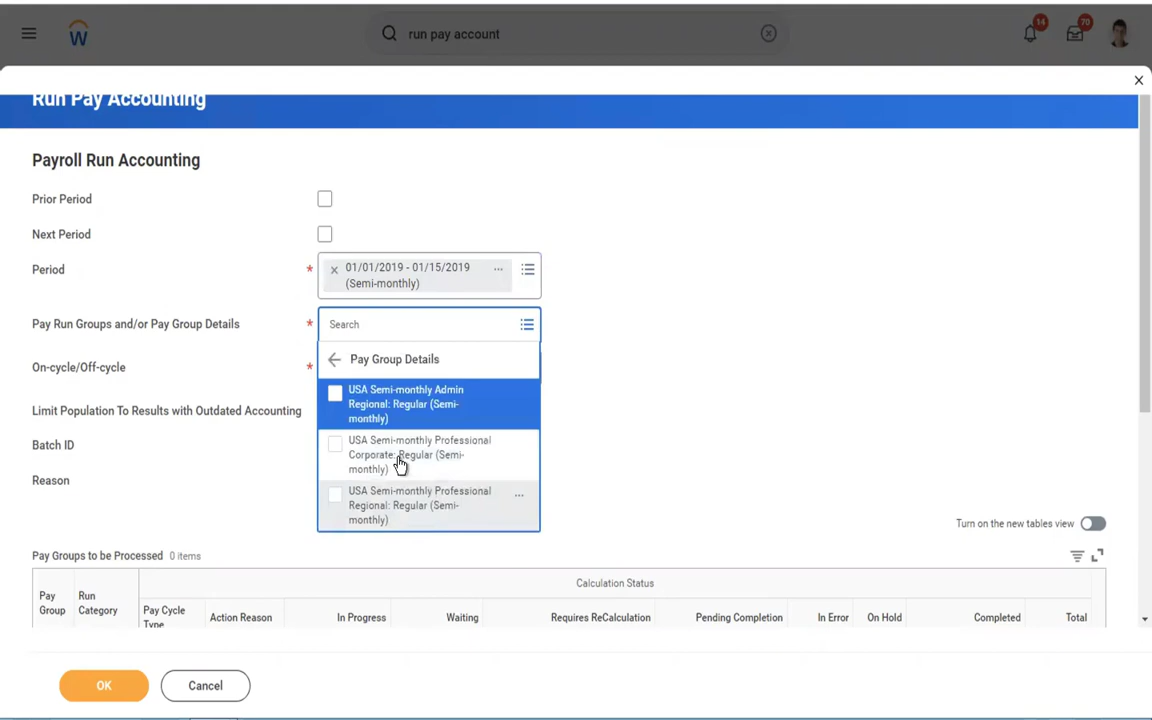 W
run pay account
14
70
Run Pay Accounting
Payroll Run Accounting
Prior Period
Next Period
Period
*
01/01/2019 - 01/15/2019
(Semi-monthly)
Pay Run Groups and/or Pay Group Details
*
Search
Pay Group Details
On-cycle/Off-cycle
*
USA Semi-monthly Admin
Regional: Regular (Semi-
monthly)
Limit Population To Results with Outdated Accounting
Batch ID
USA Semi-monthly Professional
Corporate: Regular (Semi-
monthly)
Reason
USA Semi-monthly Professional
Regional: Regular (Semi-
monthly)
Turn on the new tables view
Pay Groups to be Processed 0 items
Pay
Group
Run
Category
Calculation Status
Pay Cycle
Type
Action Reason
In Progress
Waiting
Requires ReCalculation
Pending Completion
In Error
On Hold
Completed
Total
OK
Cancel